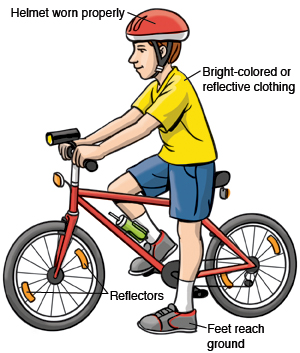 Helmet worn properly
Bright-colored or
reflective clothing
Reflectors
Feet reach
ground